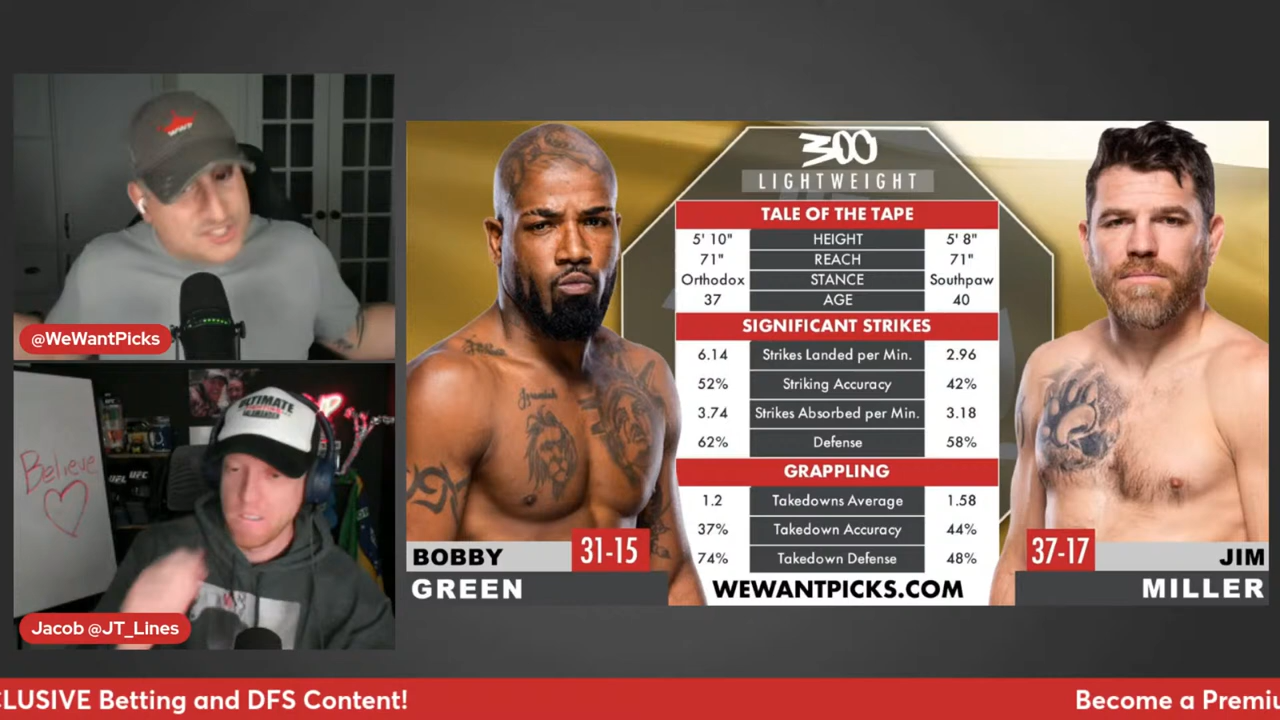 WWP
@WeWantPicks
Believe
UFC
ULTIMATE
Jacob @JT_Lines
300
LIGHTWEIGHT
TALE OF THE TAPE
5' 10" HEIGHT 5' 8"
71" REACH 71"
Orthodox STANCE Southpaw
37 AGE 40
SIGNIFICANT STRIKES
6.14 Strikes Landed per Min. 2.96
52% Striking Accuracy 42%
3.74 Strikes Absorbed per Min. 3.18
62% Defense 58%
GRAPPLING
1.2 Takedowns Average 1.58
37% Takedown Accuracy 44%
74% Takedown Defense 48%
BOBBY 31-15
GREEN
37-17 JIM
MILLER
WEWANTPICKS.COM
CLUSIVE Betting and DFS Content! Become a Premiu